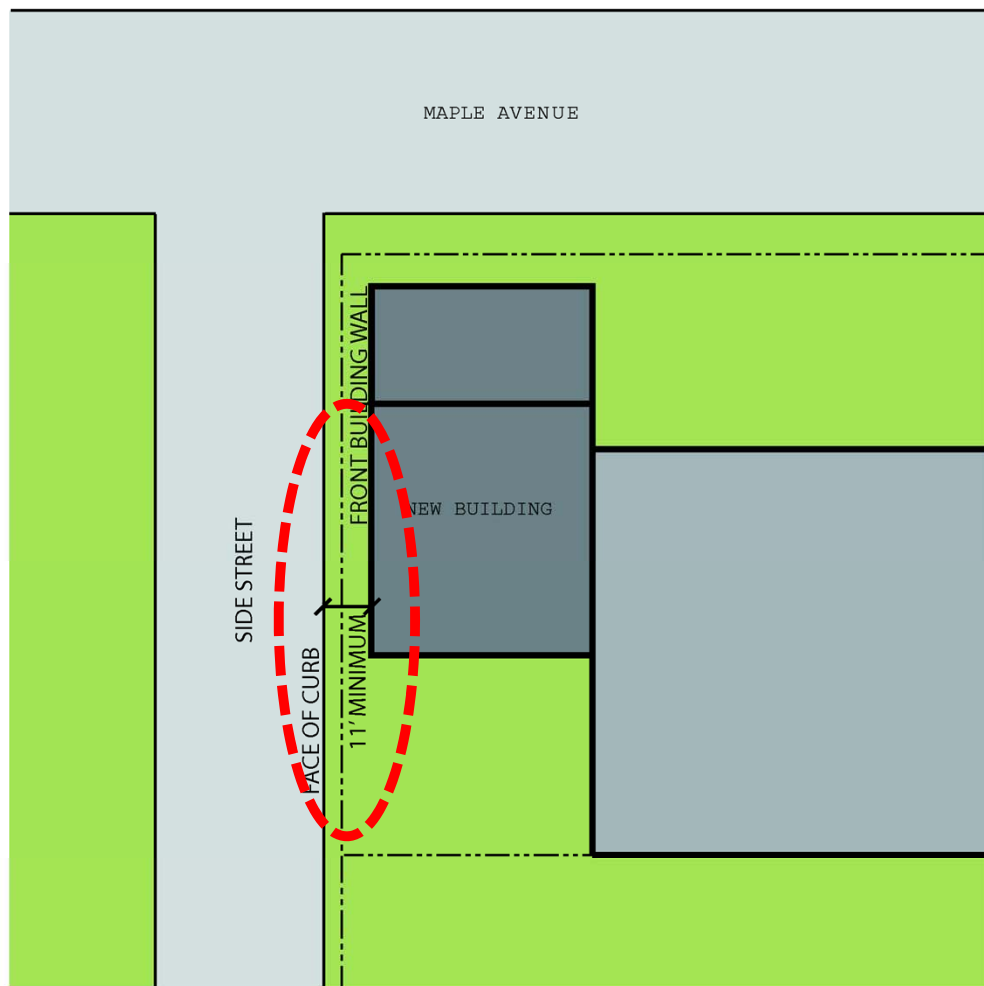 MAPLE AVENUE
FRONT BUILDING WALL
NEW BUILDING
SIDE STREET
FACE OF CURB
11' MINIMUM